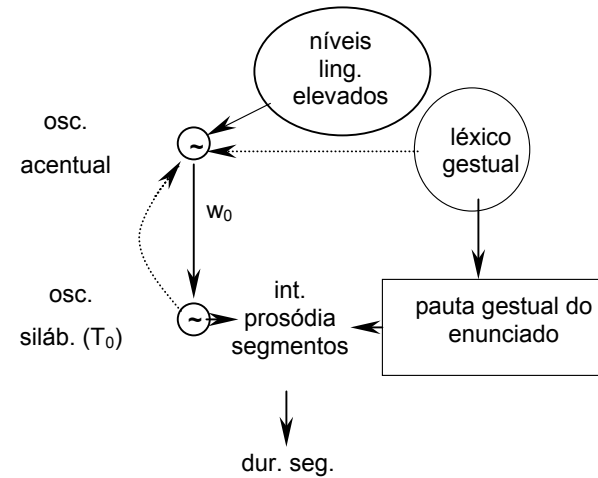 níveis
ling.
elevados
osc.
acentual
~
léxico
gestual
w₀
osc.
siláb. (T₀)
~
int.
prosódia
segmentos
pauta gestual do
enunciado
dur. seg.